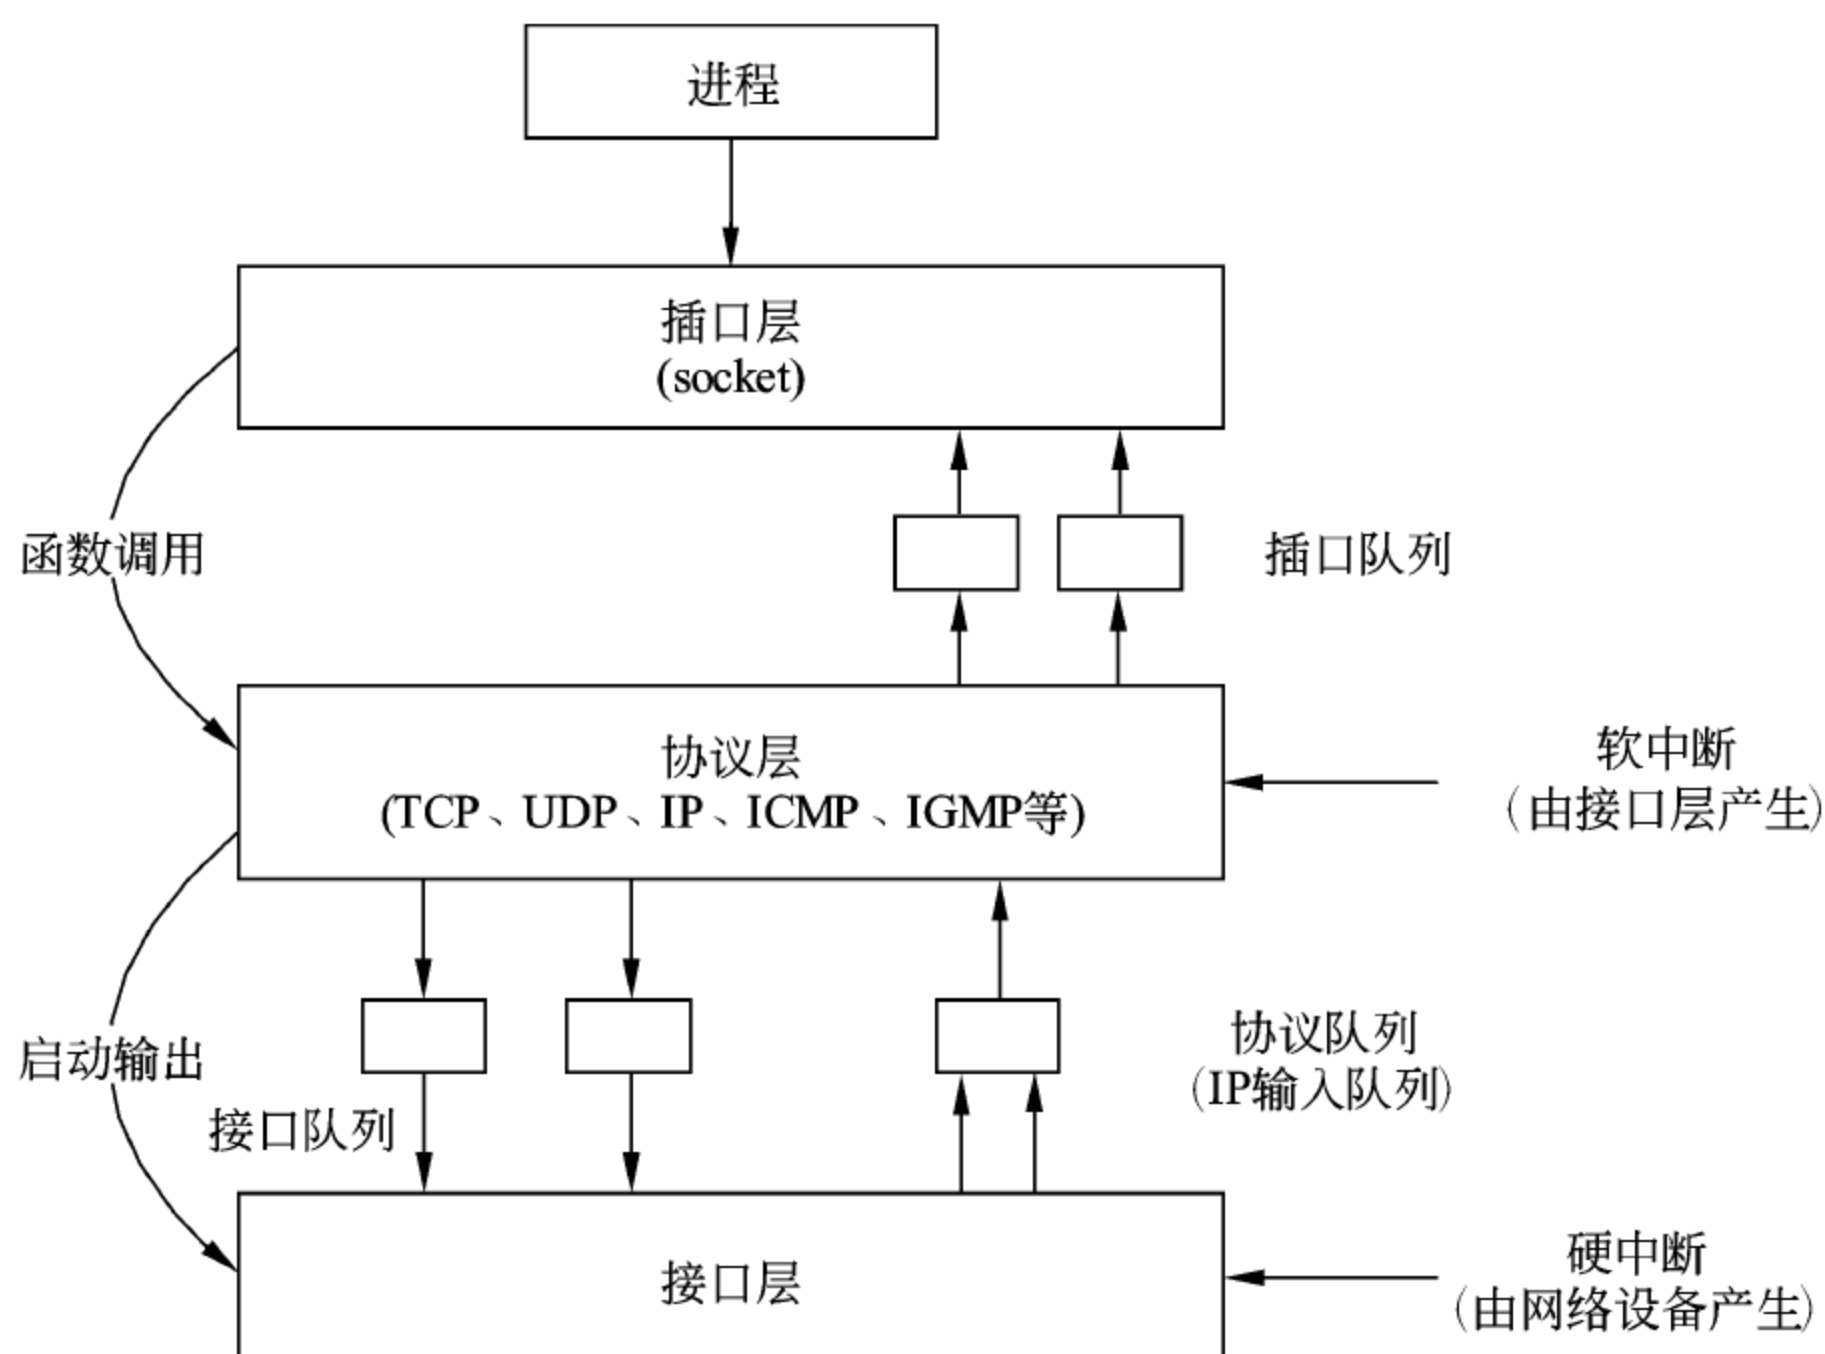 进程
插口层
(socket)
函数调用
插口队列
协议层
(TCP、UDP、IP、ICMP、IGMP等)
软中断
(由接口层产生)
启动输出
接口队列
协议队列
(IP输入队列)
接口层
硬中断
(由网络设备产生)